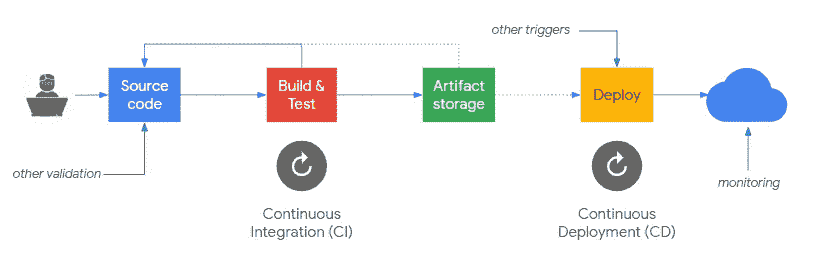 other triggers
Source
code
Build &
Test
Artifact
storage
Deploy
other validation
monitoring
Continuous
Integration (CI)
Continuous
Deployment (CD)